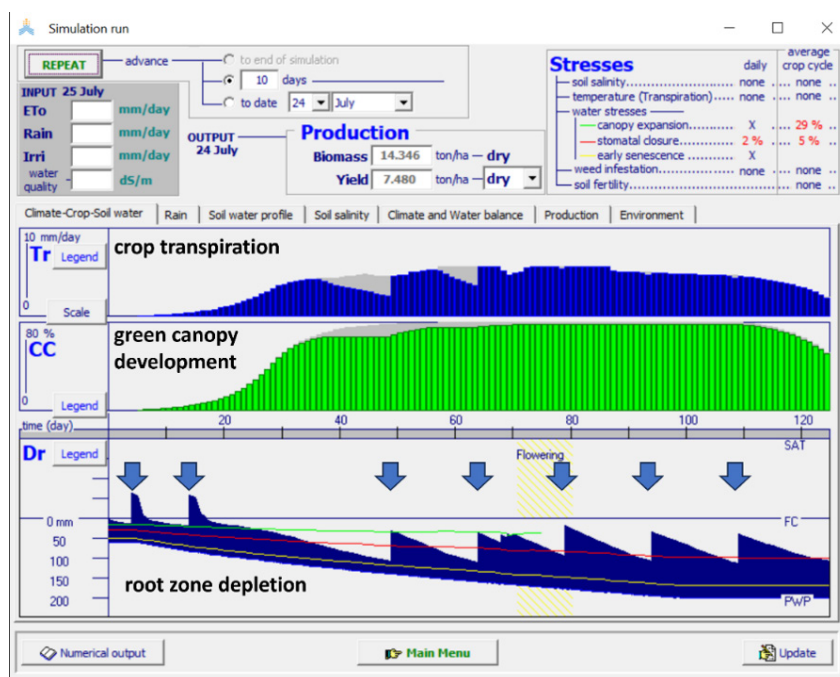 Simulation run
REPEAT
advance
to end of simulation
10 days
to date 24 July
INPUT 25 July
ETo mm/day
Rain mm/day
Irri mm/day
water quality dS/m
OUTPUT
24 July
Production
Biomass 14.346 ton/ha dry
Yield 7.480 ton/ha dry
Stresses daily average crop cycle
soil salinity.................. none .. none ..
temperature (Transpiration) .... none .... none ..
water stresses
canopy expansion........... X .... 29 % ..
stomatal closure........... 2 % .... 5 % ..
early senescence X
weed infestation............... none .... none ..
soil fertility................................... none ..
Climate-Crop-Soil water Rain Soil water profile Soil salinity Climate and Water balance Production Environment
10 mm/day
Tr Legend
crop transpiration
0
Scale
80 %
CC
green canopy development
0
Legend
time (day) 20 40 60 80 100 120
Dr Legend
Flowering
SAT
0 mm
FC
50
100
150
200
root zone depletion
PWP
Numerical output
Main Menu
Update